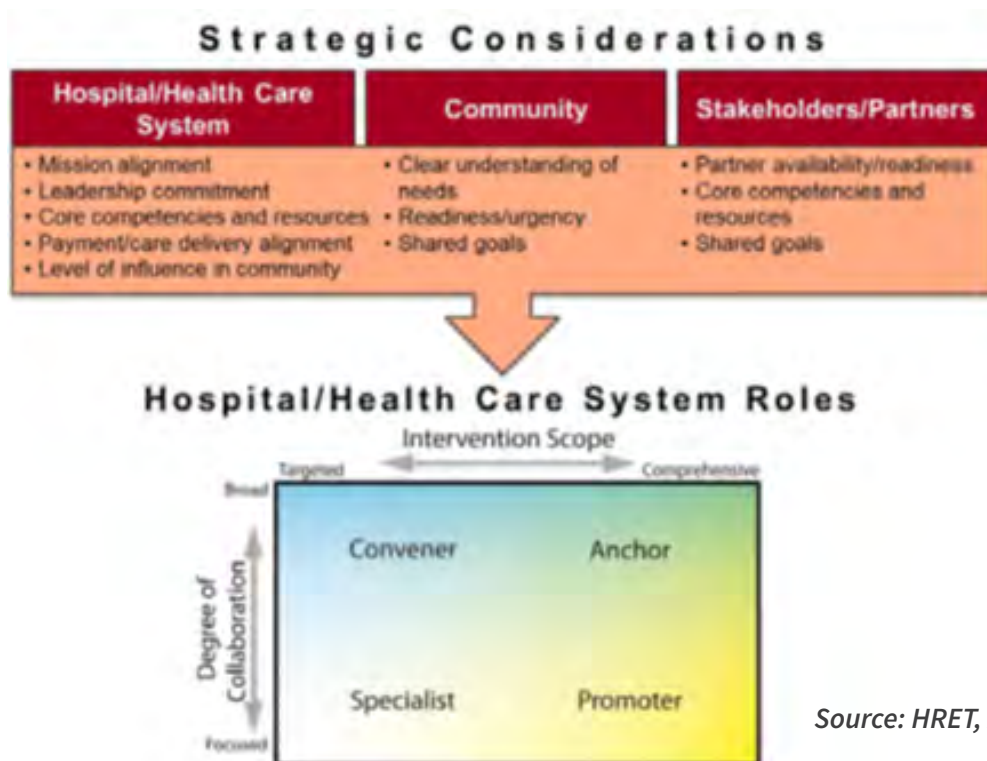 Strategic Considerations
Hospital/Health Care
System
• Mission alignment
• Leadership commitment
• Core competencies and resources
• Payment/care delivery alignment
• Level of influence in community
Community
• Clear understanding of
needs
• Readiness/urgency
• Shared goals
Stakeholders/Partners
• Partner availability/readiness
• Core competencies and
resources
• Shared goals
Hospital/Health Care System Roles
Intervention Scope
Targeted
Comprehensive
Broad
Degree of
Collaboration
Focused
Convener
Anchor
Specialist
Promoter
Source: HRET,